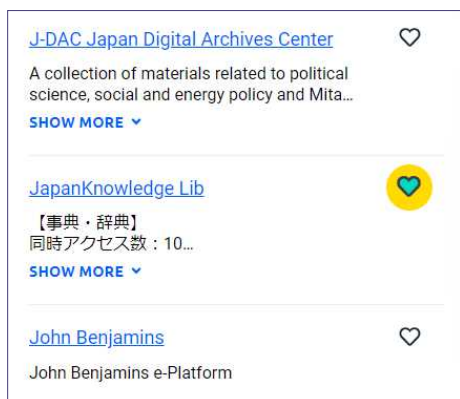 J-DAC Japan Digital Archives Center
A collection of materials related to political
science, social and energy policy and Mita...
SHOW MORE
JapanKnowledge Lib
【事典・辞典】
同時アクセス数：10...
SHOW MORE
John Benjamins
John Benjamins e-Platform